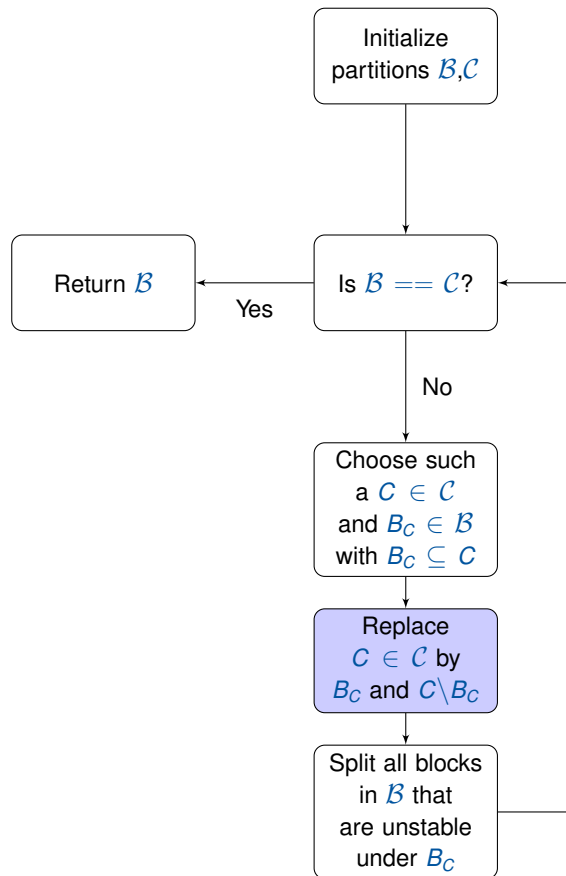 Initialize
partitions ℬ,𝒞
Return ℬ
Is ℬ == 𝒞?
Yes
No
Choose such
a C ∈ 𝒞
and B_C ∈ ℬ
with B_C ⊆ C
Replace
C ∈ 𝒞 by
B_C and C\B_C
Split all blocks
in ℬ that
are unstable
under B_C